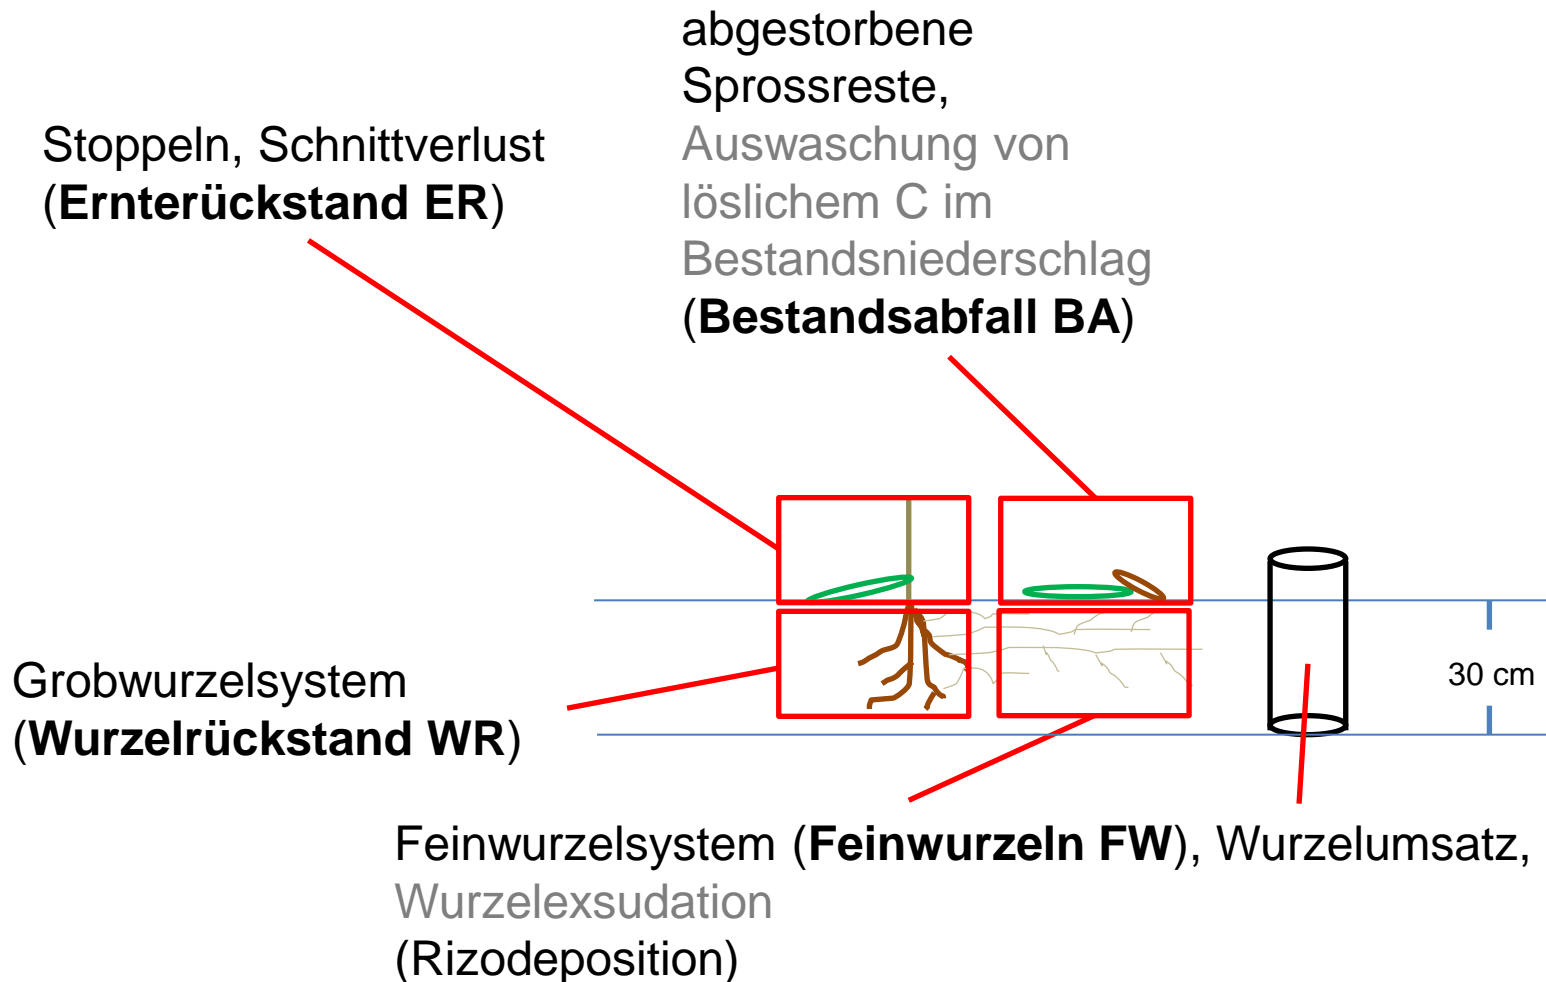 abgestorbene
Sprossreste,
Auswaschung von
löslichem C im
Bestandsniederschlag
(Bestandsabfall BA)
Stoppeln, Schnittverlust
(Ernterückstand ER)
30 cm
Grobwurzelsystem
(Wurzelrückstand WR)
Feinwurzelsystem (Feinwurzeln FW), Wurzelumsatz,
Wurzelexsudation
(Rizodeposition)